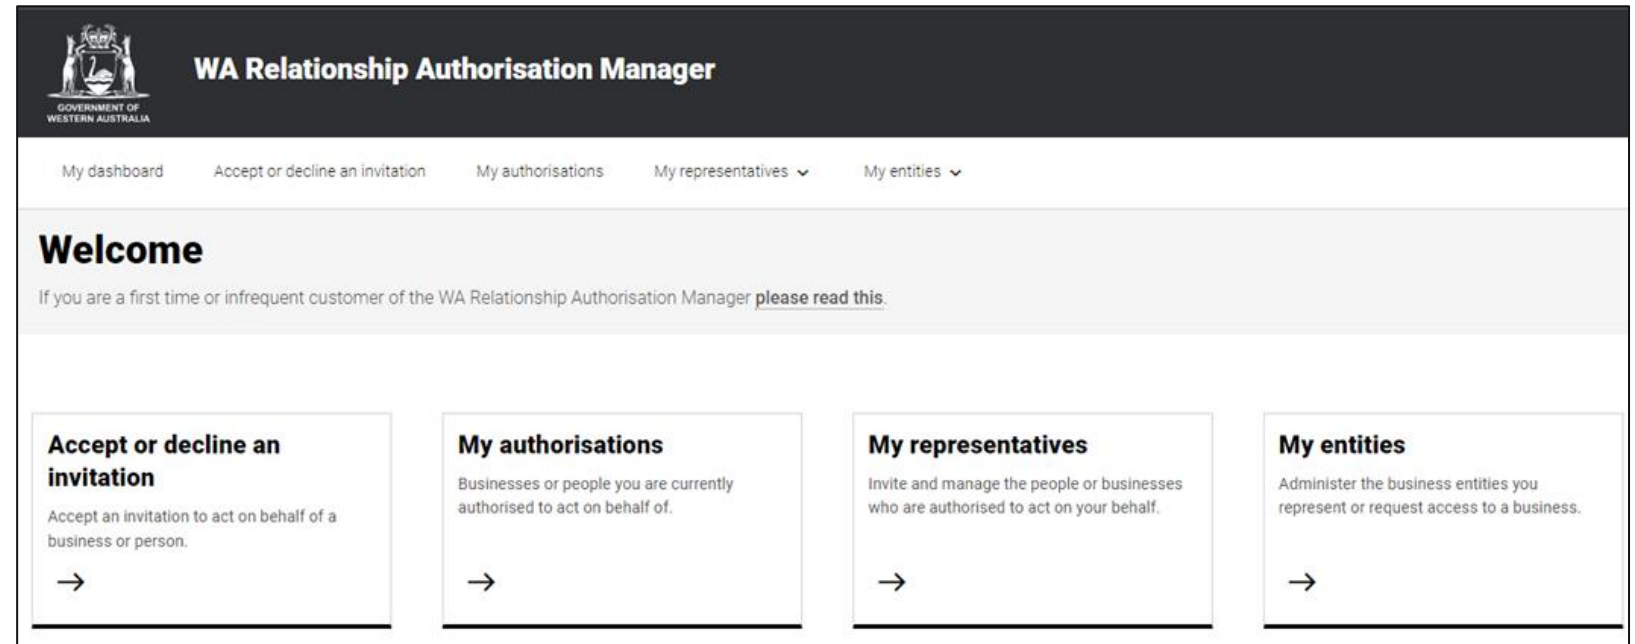 GOVERNMENT OF
WESTERN AUSTRALIA
WA Relationship Authorisation Manager
My dashboard
Accept or decline an invitation
My authorisations
My representatives
My entities
Welcome
If you are a first time or infrequent customer of the WA Relationship Authorisation Manager please read this.
Accept or decline an
invitation
Accept an invitation to act on behalf of a
business or person.
My authorisations
Businesses or people you are currently
authorised to act on behalf of.
My representatives
Invite and manage the people or businesses
who are authorised to act on your behalf.
My entities
Administer the business entities you
represent or request access to a business.